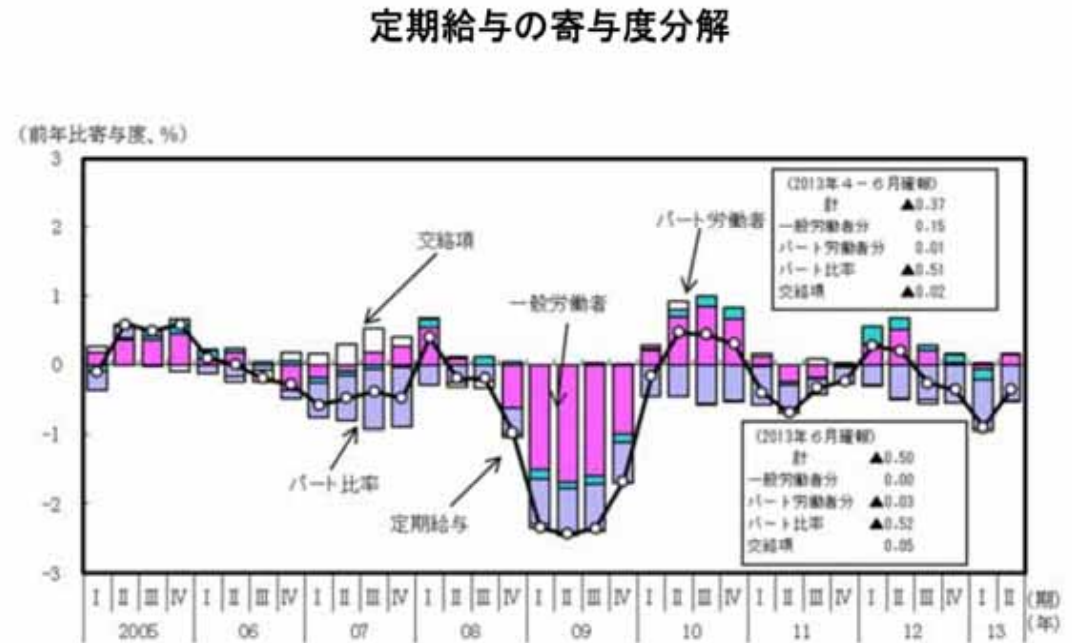 定期給与の寄与度分解
(前年比寄与度、%)
3
2
1
0
-1
-2
-3
交絡項
パート労働者
一般労働者
パート比率
定期給与
(2013年4-6月確報)
計 ▲0.37
一般労働者分 0.15
パート労働者分 0.01
パート比率 ▲0.51
交絡項 ▲0.02
(2013年6月確報)
計 ▲0.50
一般労働者分 0.00
パート労働者分 ▲0.03
パート比率 ▲0.52
交絡項 0.05
Ⅰ Ⅱ Ⅲ Ⅳ Ⅰ Ⅱ Ⅲ Ⅳ Ⅰ Ⅱ Ⅲ Ⅳ Ⅰ Ⅱ Ⅲ Ⅳ Ⅰ Ⅱ Ⅲ Ⅳ Ⅰ Ⅱ Ⅲ Ⅳ Ⅰ Ⅱ Ⅲ Ⅳ Ⅰ Ⅱ Ⅲ Ⅳ Ⅰ Ⅱ (期)
2005 06 07 08 09 10 11 12 13 (年)